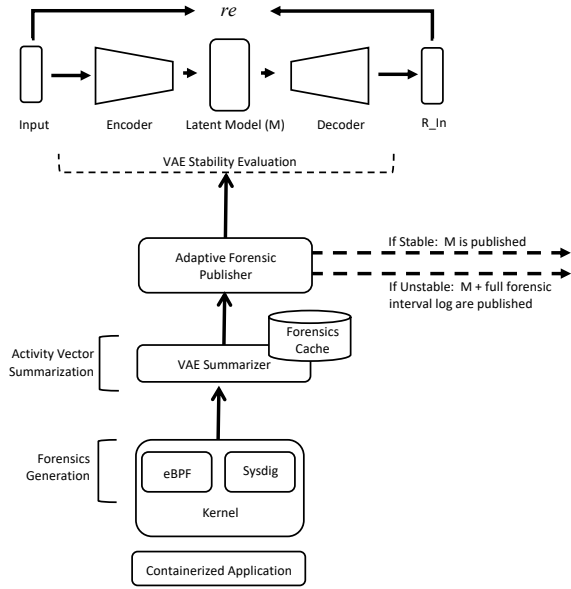 re
Input
Encoder
Latent Model (M)
Decoder
R_In
VAE Stability Evaluation
Adaptive Forensic
Publisher
If Stable: M is published
If Unstable: M + full forensic
interval log are published
Forensics
Cache
Activity Vector
Summarization
VAE Summarizer
Forensics
Generation
eBPF
Sysdig
Kernel
Containerized Application